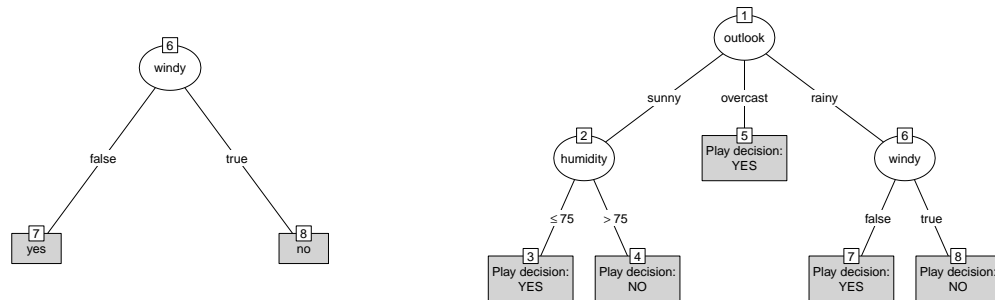 6
windy
false
true
7
yes
8
no
1
outlook
sunny
overcast
rainy
2
humidity
5
Play decision:
YES
6
windy
≤ 75
> 75
false
true
3
Play decision:
YES
4
Play decision:
NO
7
Play decision:
YES
8
Play decision:
NO